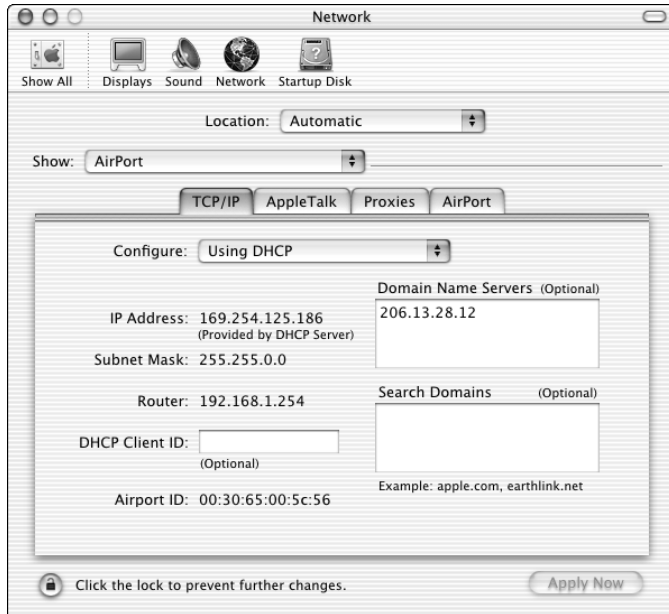 Network
Show All Displays Sound Network Startup Disk
Location: Automatic
Show: AirPort
TCP/IP AppleTalk Proxies AirPort
Configure: Using DHCP
Domain Name Servers (Optional)
206.13.28.12
IP Address: 169.254.125.186
(Provided by DHCP Server)
Subnet Mask: 255.255.0.0
Router: 192.168.1.254
Search Domains (Optional)
DHCP Client ID:
(Optional)
Example: apple.com, earthlink.net
Airport ID: 00:30:65:00:5c:56
Click the lock to prevent further changes.
Apply Now